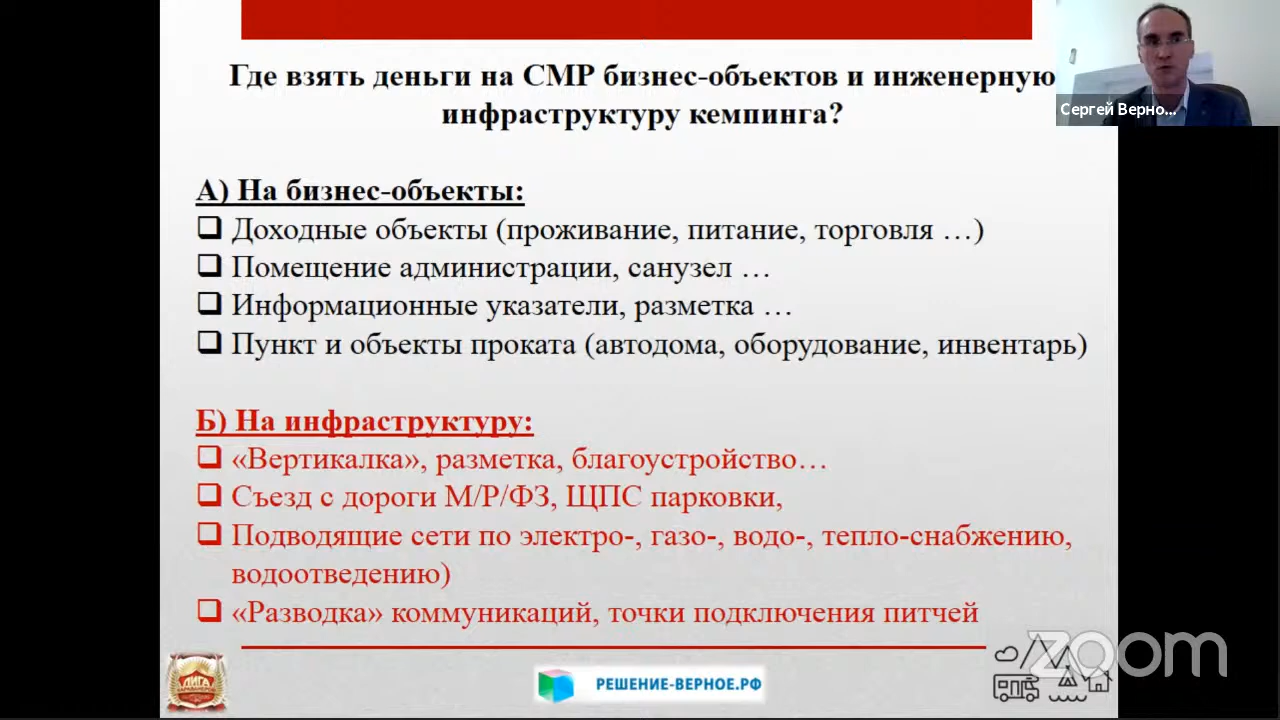 Где взять деньги на СМР бизнес-объектов и инженерную
инфраструктуру кемпинга?
Сергей Верно...
А) На бизнес-объекты:
Доходные объекты (проживание, питание, торговля …)
Помещение администрации, санузел …
Информационные указатели, разметка …
Пункт и объекты проката (автодома, оборудование, инвентарь)
Б) На инфраструктуру:
«Вертикалка», разметка, благоустройство…
Съезд с дороги М/Р/ФЗ, ЩПС парковки,
Подводящие сети по электро-, газо-, водо-, тепло-снабжению,
водоотведению)
«Разводка» коммуникаций, точки подключения питчей
ЛИГА
КАРАВАНЕРОВ
РЕШЕНИЕ-ВЕРНОЕ.РФ
zoom